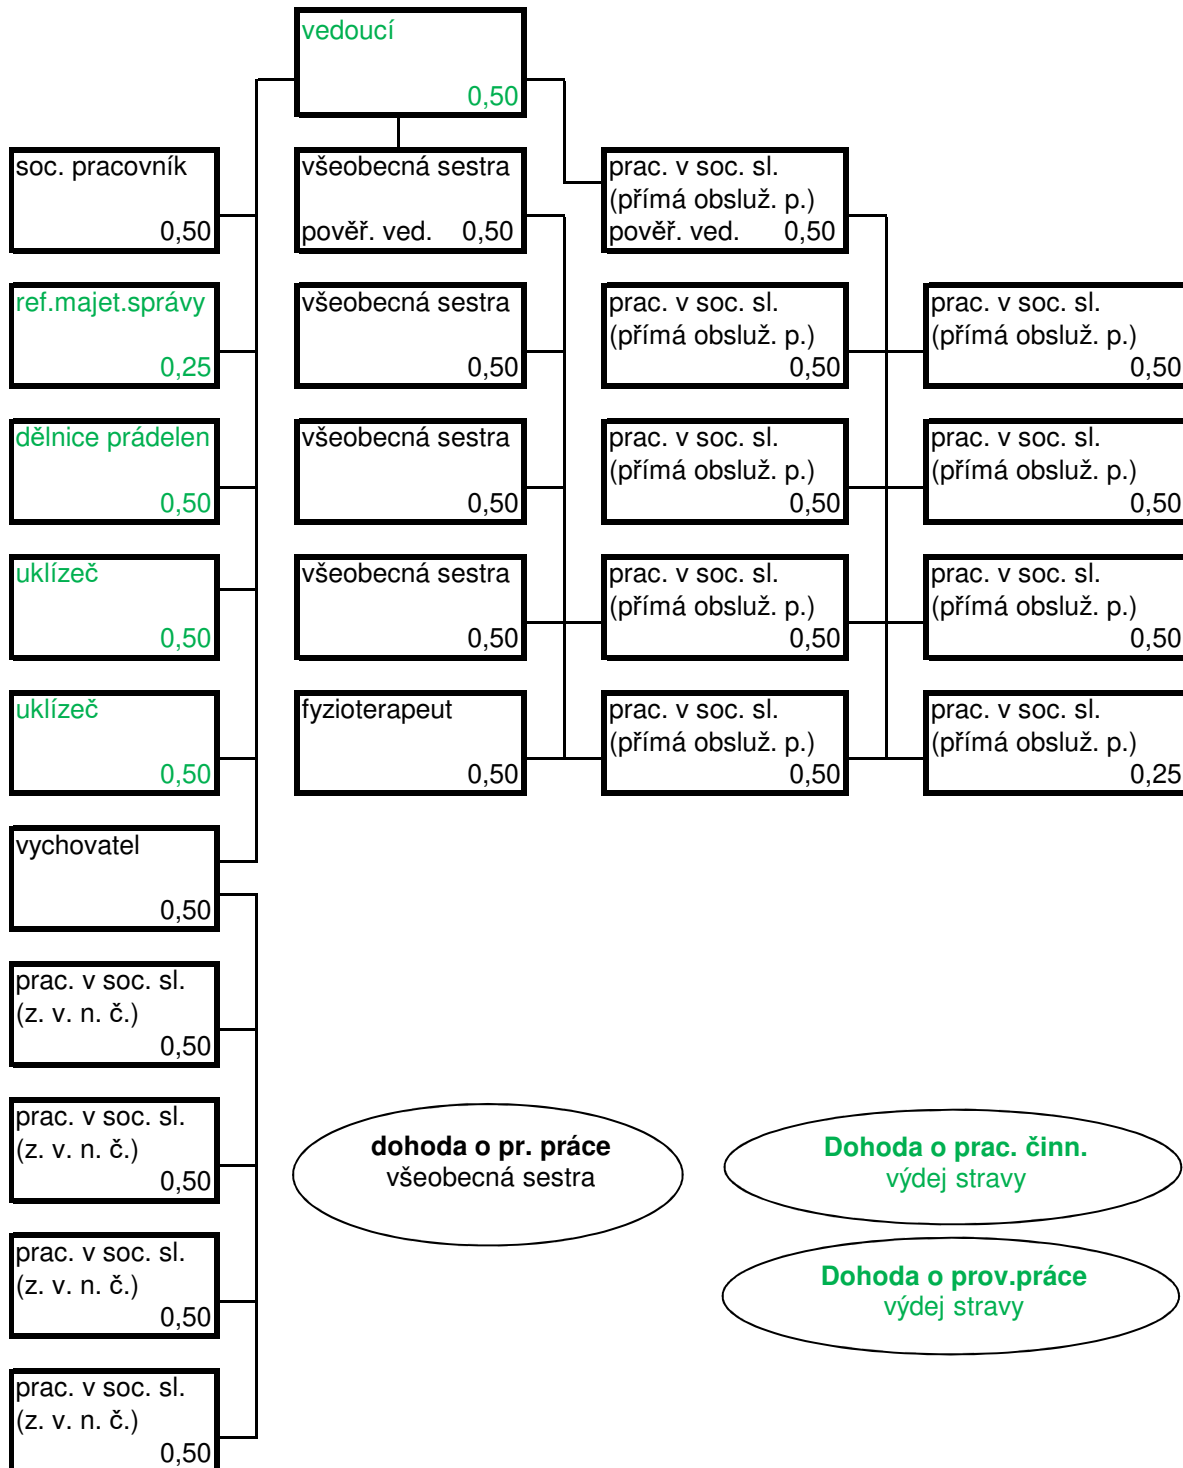 vedoucí
0,50
soc. pracovník
0,50
všeobecná sestra
pověř. ved. 0,50
prac. v soc. sl.
(přímá obsluž. p.)
pověř. ved. 0,50
ref.majet.správy
0,25
všeobecná sestra
0,50
prac. v soc. sl.
(přímá obsluž. p.)
0,50
prac. v soc. sl.
(přímá obsluž. p.)
0,50
dělnice prádelen
0,50
všeobecná sestra
0,50
prac. v soc. sl.
(přímá obsluž. p.)
0,50
prac. v soc. sl.
(přímá obsluž. p.)
0,50
uklízeč
0,50
všeobecná sestra
0,50
prac. v soc. sl.
(přímá obsluž. p.)
0,50
prac. v soc. sl.
(přímá obsluž. p.)
0,50
uklízeč
0,50
fyzioterapeut
0,50
prac. v soc. sl.
(přímá obsluž. p.)
0,50
prac. v soc. sl.
(přímá obsluž. p.)
0,25
vychovatel
0,50
prac. v soc. sl.
(z. v. n. č.)
0,50
prac. v soc. sl.
(z. v. n. č.)
0,50
dohoda o pr. práce
všeobecná sestra
Dohoda o prac. činn.
výdej stravy
prac. v soc. sl.
(z. v. n. č.)
0,50
Dohoda o prov.práce
výdej stravy
prac. v soc. sl.
(z. v. n. č.)
0,50